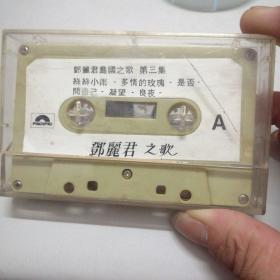 鄧麗君島國之歌 第三集
絲絲小雨．多情的玫瑰．是否．
問自己．凝望．良夜．
PACIFIC
A
鄧麗君 之歌